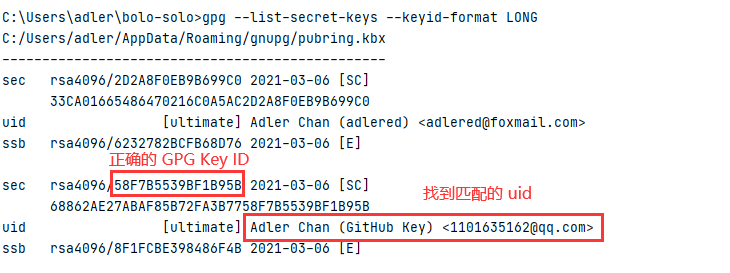 C:\Users\adler\bolo-solo>gpg --list-secret-keys --keyid-format LONG
C:/Users/adler/AppData/Roaming/gnupg/pubring.kbx
------------------------------------------------
sec   rsa4096/2D2A8F0EB9B699C0 2021-03-06 [SC]
      33CA01665486470216C0A5AC2D2A8F0EB9B699C0
uid                 [ultimate] Adler Chan (adlered) <adlered@foxmail.com>
ssb   rsa4096/6232782BCFB68D76 2021-03-06 [E]
正确的 GPG Key ID
sec   rsa4096/58F7B5539BF1B95B 2021-03-06 [SC]
找到匹配的 uid
      68862AE27ABAF85B72FA3B7758F7B5539BF1B95B
uid                 [ultimate] Adler Chan (GitHub Key) <1101635162@qq.com>
ssb   rsa4096/8F1FCBE398486F4B 2021-03-06 [E]